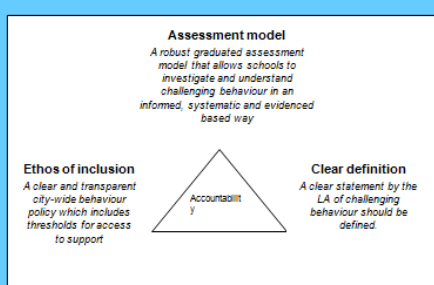 Assessment model
A robust graduated assessment
model that allows schools to
investigate and understand
challenging behaviour in an
informed, systematic and evidenced
based way
Ethos of inclusion
A clear and transparent
city-wide behaviour
policy which includes
thresholds for access
to support
Accountabilit
y
Clear definition
A clear statement by the
LA of challenging
behaviour should be
defined.